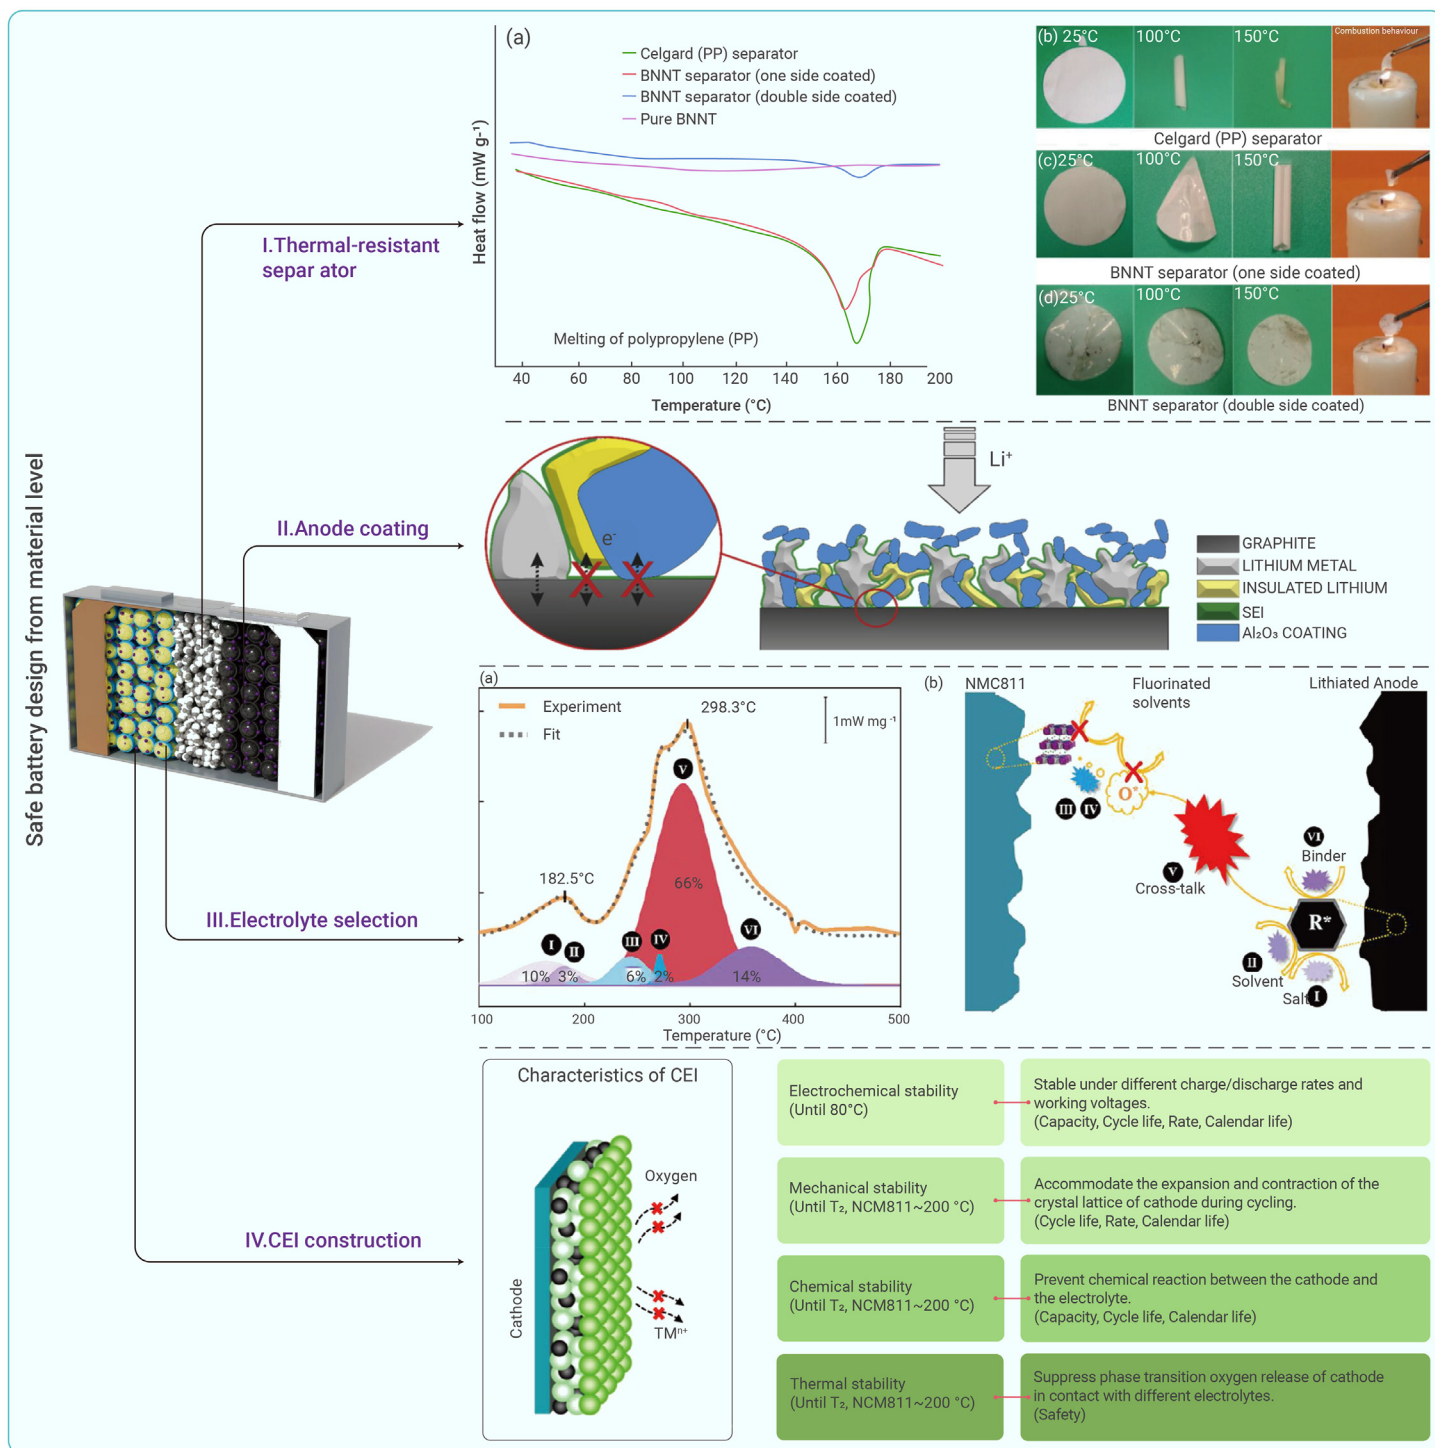 Safe battery design from material level
I.Thermal-resistant
separ ator
II.Anode coating
III.Electrolyte selection
IV.CEI construction
(a)
Celgard (PP) separator
BNNT separator (one side coated)
BNNT separator (double side coated)
Pure BNNT
Heat flow (mW g-¹)
Melting of polypropylene (PP)
40 60 80 100 120 140 160 180 200
Temperature (°C)
(b) 25°C 100°C 150°C Combustion behaviour
Celgard (PP) separator
(c) 25°C 100°C 150°C
BNNT separator (one side coated)
(d) 25°C 100°C 150°C
BNNT separator (double side coated)
e-
Li+
GRAPHITE
LITHIUM METAL
INSULATED LITHIUM
SEI
Al₂O₃ COATING
(a)
Experiment
Fit
298.3°C
1mW mg -¹
182.5°C
V
66%
I II III IV VI
10% 3% 6% 2% 14%
100 200 300 400 500
Temperature (°C)
(b)
NMC811
Fluorinated
solvents
Lithiated Anode
O*
III IV
V
Cross-talk
VI
Binder
R*
II
Solvent
Salt I
Characteristics of CEI
Oxygen
Cathode
TMⁿ⁺
Electrochemical stability
(Until 80°C)
Stable under different charge/discharge rates and
working voltages.
(Capacity, Cycle life, Rate, Calendar life)
Mechanical stability
(Until T₂, NCM811~200 °C)
Accommodate the expansion and contraction of the
crystal lattice of cathode during cycling.
(Cycle life, Rate, Calendar life)
Chemical stability
(Until T₂, NCM811~200 °C)
Prevent chemical reaction between the cathode and
the electrolyte.
(Capacity, Cycle life, Calendar life)
Thermal stability
(Until T₂, NCM811~200 °C)
Suppress phase transition oxygen release of cathode
in contact with different electrolytes.
(Safety)